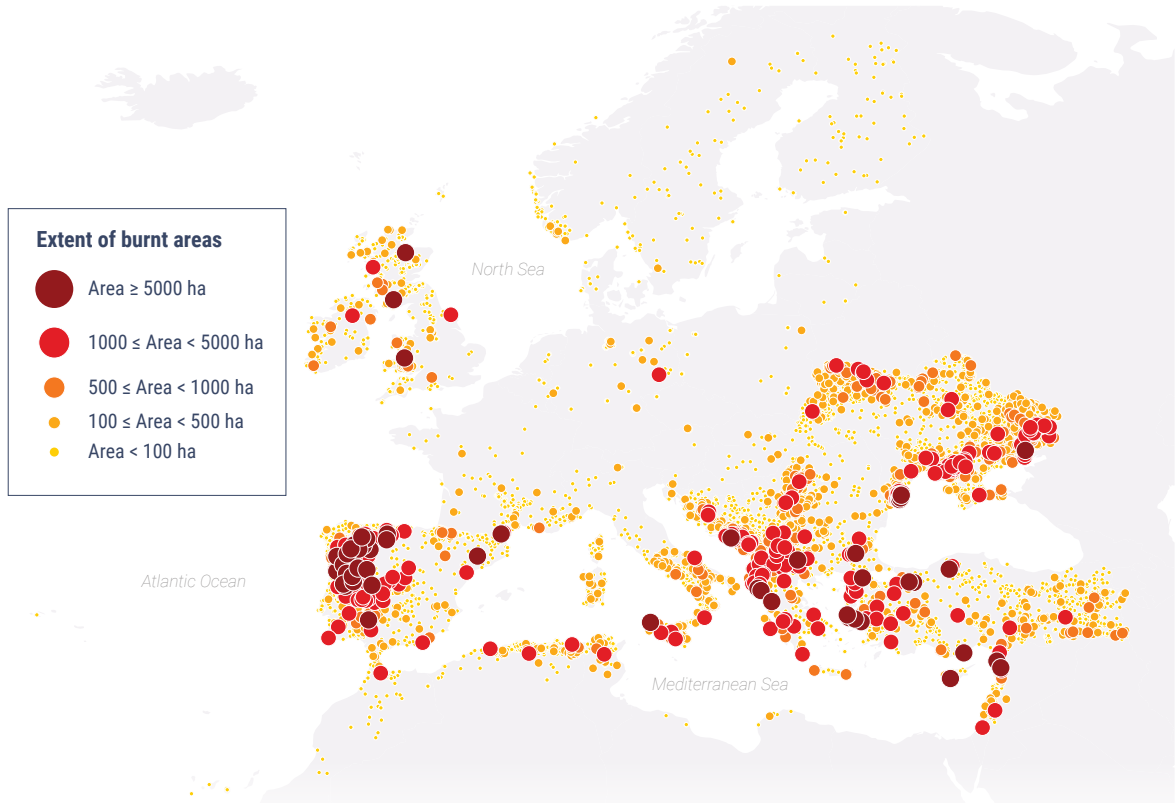 Extent of burnt areas
Area ≥ 5000 ha
1000 ≤ Area < 5000 ha
500 ≤ Area < 1000 ha
100 ≤ Area < 500 ha
Area < 100 ha
North Sea
Atlantic Ocean
Mediterranean Sea